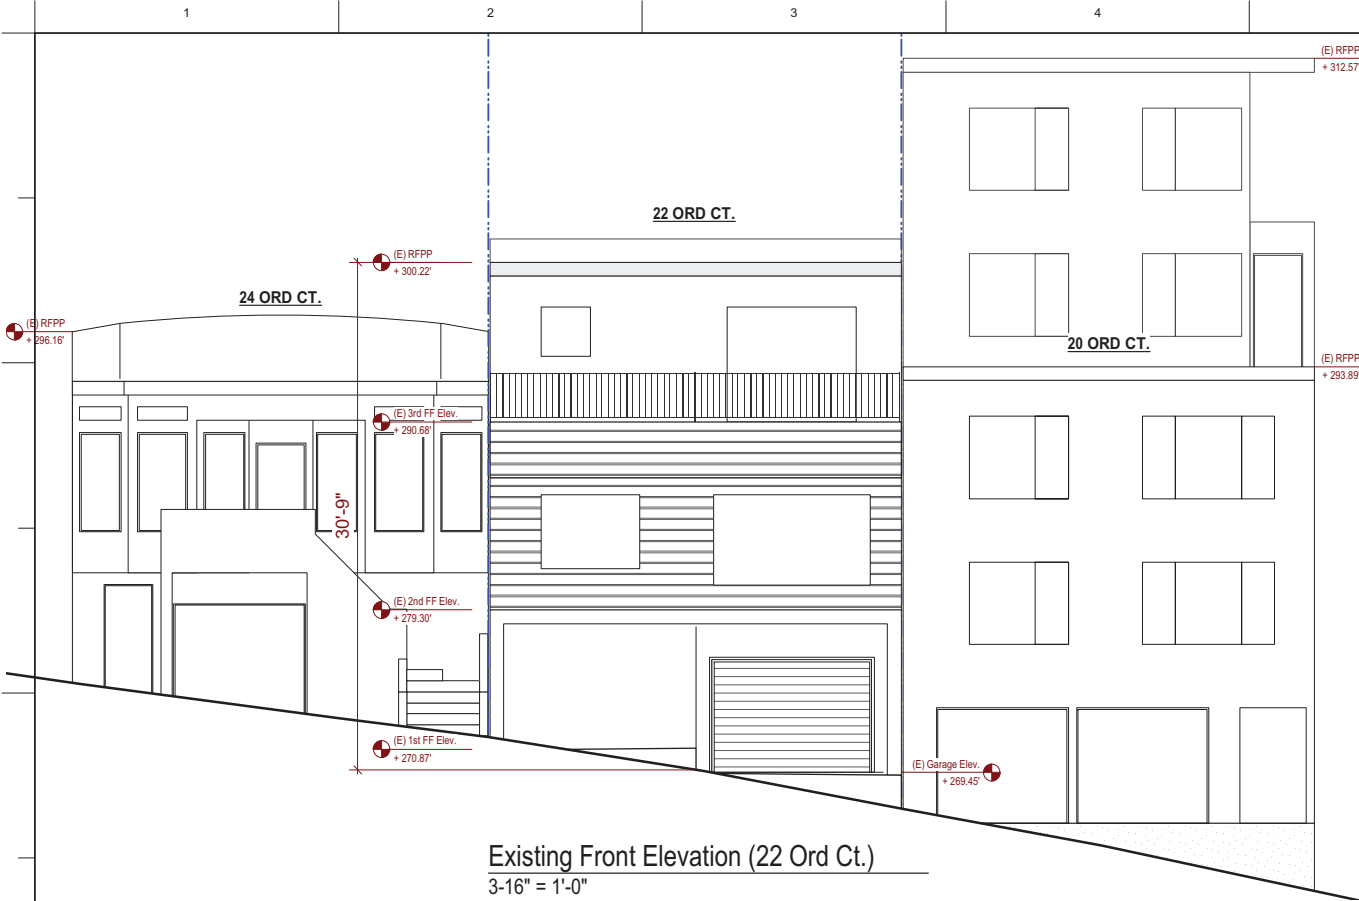 1 2 3 4
(E) RFPP
+ 312.57'
22 ORD CT.
(E) RFPP
+ 300.22'
24 ORD CT.
(E) RFPP
+ 296.16'
20 ORD CT.
(E) RFPP
+ 293.89'
(E) 3rd FF Elev.
+ 290.68'
30'-9"
(E) 2nd FF Elev.
+ 279.30'
(E) 1st FF Elev.
+ 270.87'
(E) Garage Elev.
+ 269.45'
Existing Front Elevation (22 Ord Ct.)
3-16" = 1'-0"